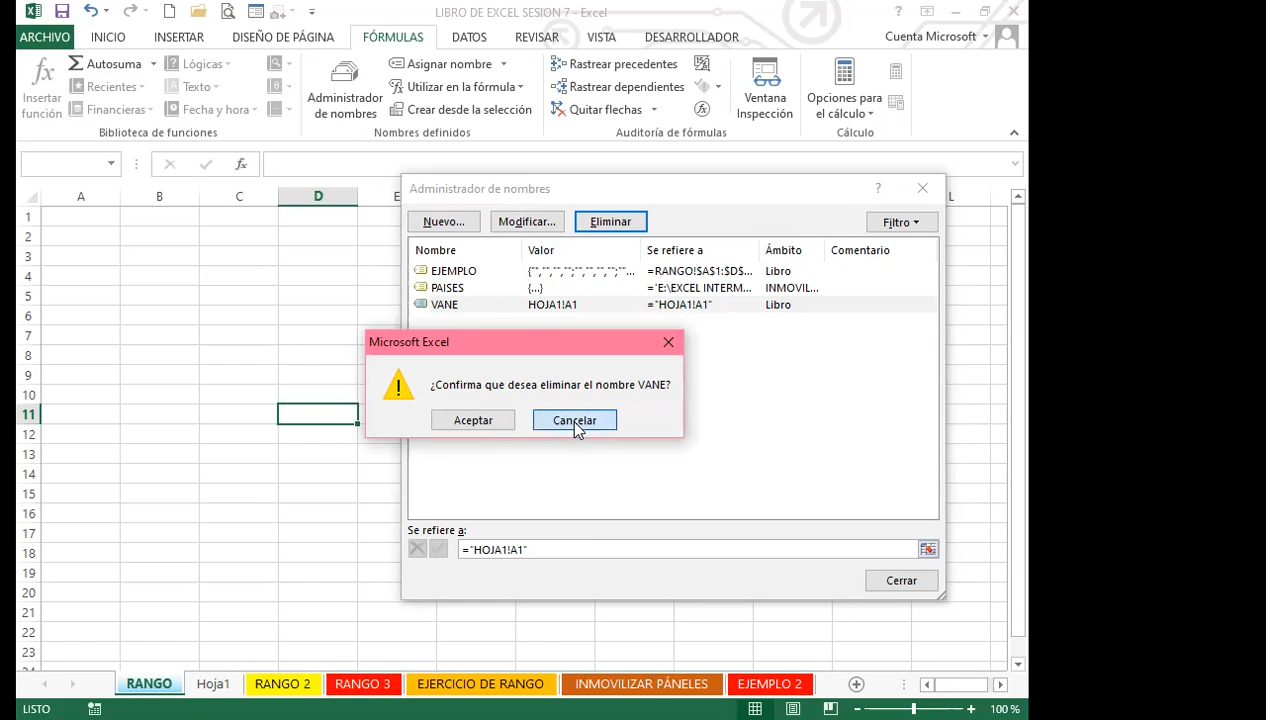 LIBRO DE EXCEL SESION 7 - Excel
ARCHIVO INICIO INSERTAR DISEÑO DE PÁGINA FÓRMULAS DATOS REVISAR VISTA DESARROLLADOR Cuenta Microsoft
Insertar función
Autosuma
Recientes
Financieras
Lógicas
Texto
Fecha y hora
Biblioteca de funciones
Administrador de nombres
Asignar nombre
Utilizar en la fórmula
Crear desde la selección
Nombres definidos
Rastrear precedentes
Rastrear dependientes
Quitar flechas
Auditoría de fórmulas
Ventana Inspección
Opciones para el cálculo
Cálculo
fx
A B C D E L
1
2
3
4
5
6
7
8
9
10
11
12
13
14
15
16
17
18
19
20
21
22
23
Administrador de nombres
Nuevo... Modificar... Eliminar Filtro
Nombre Valor Se refiere a Ámbito Comentario
EJEMPLO {"","","","";"","","","";""... =RANGO!$A$1:$D$... Libro
PAISES {...} ='E:\EXCEL INTERM... INMOVIL...
VANE HOJA1!A1 ="HOJA1!A1" Libro
Microsoft Excel
¿Confirma que desea eliminar el nombre VANE?
Aceptar Cancelar
Se refiere a:
="HOJA1!A1"
Cerrar
RANGO Hoja1 RANGO 2 RANGO 3 EJERCICIO DE RANGO INMOVILIZAR PÁNELES EJEMPLO 2
LISTO 100 %